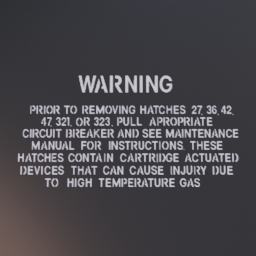 WARNING
PRIOR TO REMOVING HATCHES 27, 36, 42,
47, 321, OR 323, PULL APROPRIATE
CIRCUIT BREAKER AND SEE MAINTENANCE
MANUAL FOR INSTRUCTIONS. THESE
HATCHES CONTAIN CARTRIDGE ACTUATED
DEVICES THAT CAN CAUSE INJURY DUE
TO HIGH TEMPERATURE GAS